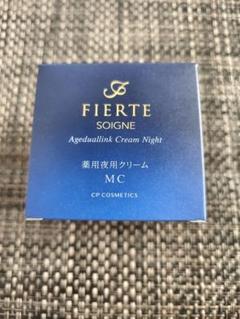 FIERTE
SOIGNE
Ageduallink Cream Night
薬用夜用クリーム
MC
CP COSMETICS